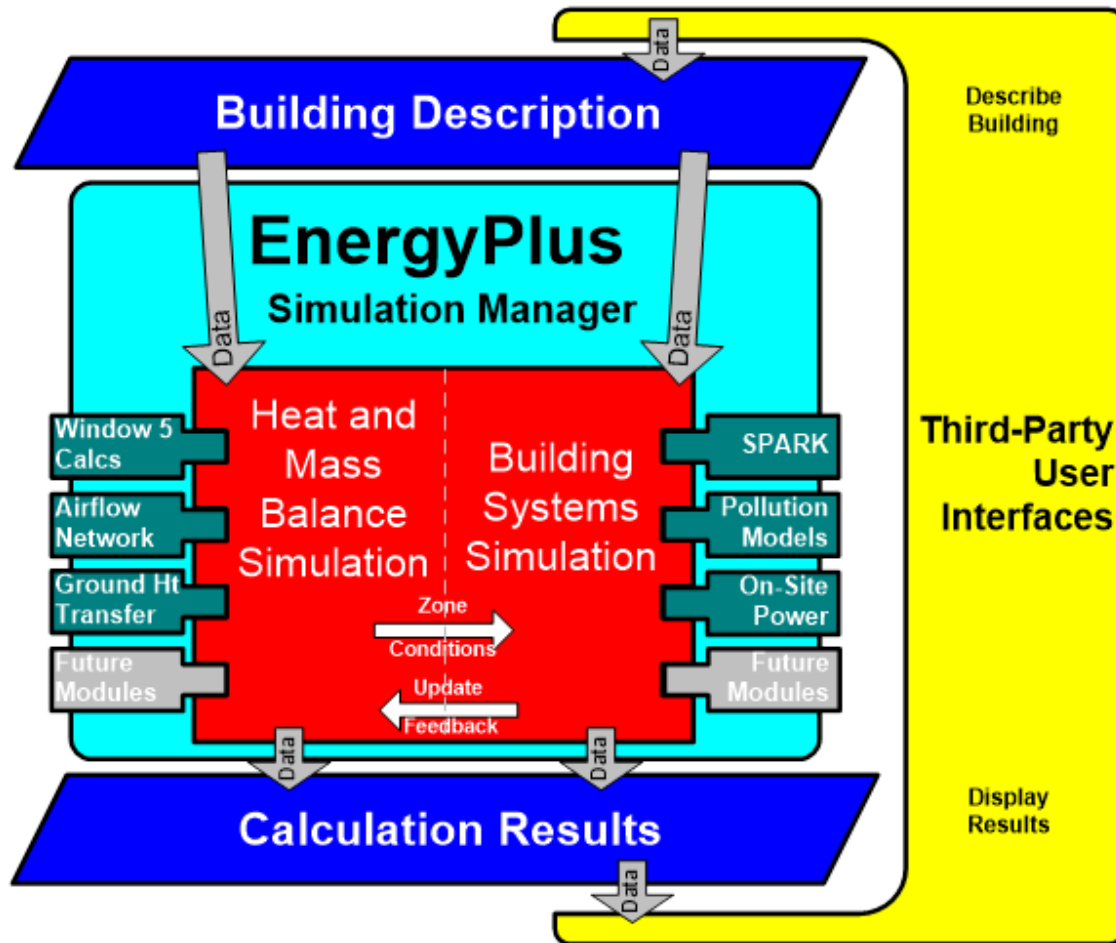 Data
Building Description
Describe
Building
EnergyPlus
Simulation Manager
Data
Data
Heat and
Mass
Balance
Simulation
Building
Systems
Simulation
Window 5
Calcs
Airflow
Network
Ground Ht
Transfer
Future
Modules
SPARK
Pollution
Models
On-Site
Power
Future
Modules
Third-Party
User
Interfaces
Zone
Conditions
Update
Feedback
Data
Data
Calculation Results
Display
Results
Data